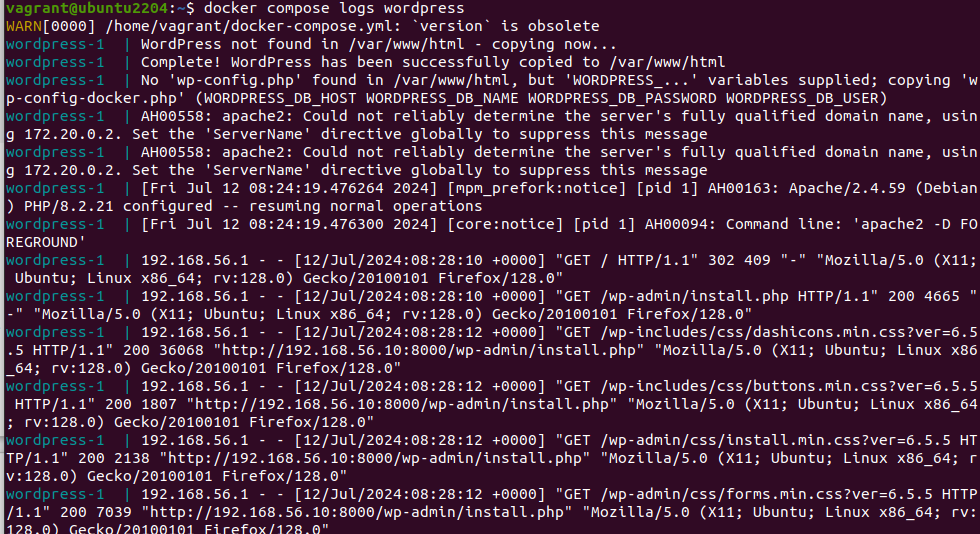 vagrant@ubuntu2204:~$ docker compose logs wordpress
WARN[0000] /home/vagrant/docker-compose.yml: `version` is obsolete
wordpress-1  | WordPress not found in /var/www/html - copying now...
wordpress-1  | Complete! WordPress has been successfully copied to /var/www/html
wordpress-1  | No 'wp-config.php' found in /var/www/html, but 'WORDPRESS_...' variables supplied; copying 'w
p-config-docker.php' (WORDPRESS_DB_HOST WORDPRESS_DB_NAME WORDPRESS_DB_PASSWORD WORDPRESS_DB_USER)
wordpress-1  | AH00558: apache2: Could not reliably determine the server's fully qualified domain name, usin
g 172.20.0.2. Set the 'ServerName' directive globally to suppress this message
wordpress-1  | AH00558: apache2: Could not reliably determine the server's fully qualified domain name, usin
g 172.20.0.2. Set the 'ServerName' directive globally to suppress this message
wordpress-1  | [Fri Jul 12 08:24:19.476264 2024] [mpm_prefork:notice] [pid 1] AH00163: Apache/2.4.59 (Debian
) PHP/8.2.21 configured -- resuming normal operations
wordpress-1  | [Fri Jul 12 08:24:19.476300 2024] [core:notice] [pid 1] AH00094: Command line: 'apache2 -D FO
REGROUND'
wordpress-1  | 192.168.56.1 - - [12/Jul/2024:08:28:10 +0000] "GET / HTTP/1.1" 302 409 "-" "Mozilla/5.0 (X11;
 Ubuntu; Linux x86_64; rv:128.0) Gecko/20100101 Firefox/128.0"
wordpress-1  | 192.168.56.1 - - [12/Jul/2024:08:28:10 +0000] "GET /wp-admin/install.php HTTP/1.1" 200 4665 "
-" "Mozilla/5.0 (X11; Ubuntu; Linux x86_64; rv:128.0) Gecko/20100101 Firefox/128.0"
wordpress-1  | 192.168.56.1 - - [12/Jul/2024:08:28:12 +0000] "GET /wp-includes/css/dashicons.min.css?ver=6.5
.5 HTTP/1.1" 200 36068 "http://192.168.56.10:8000/wp-admin/install.php" "Mozilla/5.0 (X11; Ubuntu; Linux x86
_64; rv:128.0) Gecko/20100101 Firefox/128.0"
wordpress-1  | 192.168.56.1 - - [12/Jul/2024:08:28:12 +0000] "GET /wp-includes/css/buttons.min.css?ver=6.5.5
 HTTP/1.1" 200 1807 "http://192.168.56.10:8000/wp-admin/install.php" "Mozilla/5.0 (X11; Ubuntu; Linux x86_64
; rv:128.0) Gecko/20100101 Firefox/128.0"
wordpress-1  | 192.168.56.1 - - [12/Jul/2024:08:28:12 +0000] "GET /wp-admin/css/install.min.css?ver=6.5.5 HT
TP/1.1" 200 2138 "http://192.168.56.10:8000/wp-admin/install.php" "Mozilla/5.0 (X11; Ubuntu; Linux x86_64; r
v:128.0) Gecko/20100101 Firefox/128.0"
wordpress-1  | 192.168.56.1 - - [12/Jul/2024:08:28:12 +0000] "GET /wp-admin/css/forms.min.css?ver=6.5.5 HTTP
/1.1" 200 7039 "http://192.168.56.10:8000/wp-admin/install.php" "Mozilla/5.0 (X11; Ubuntu; Linux x86_64; rv:
128.0) Gecko/20100101 Firefox/128.0"